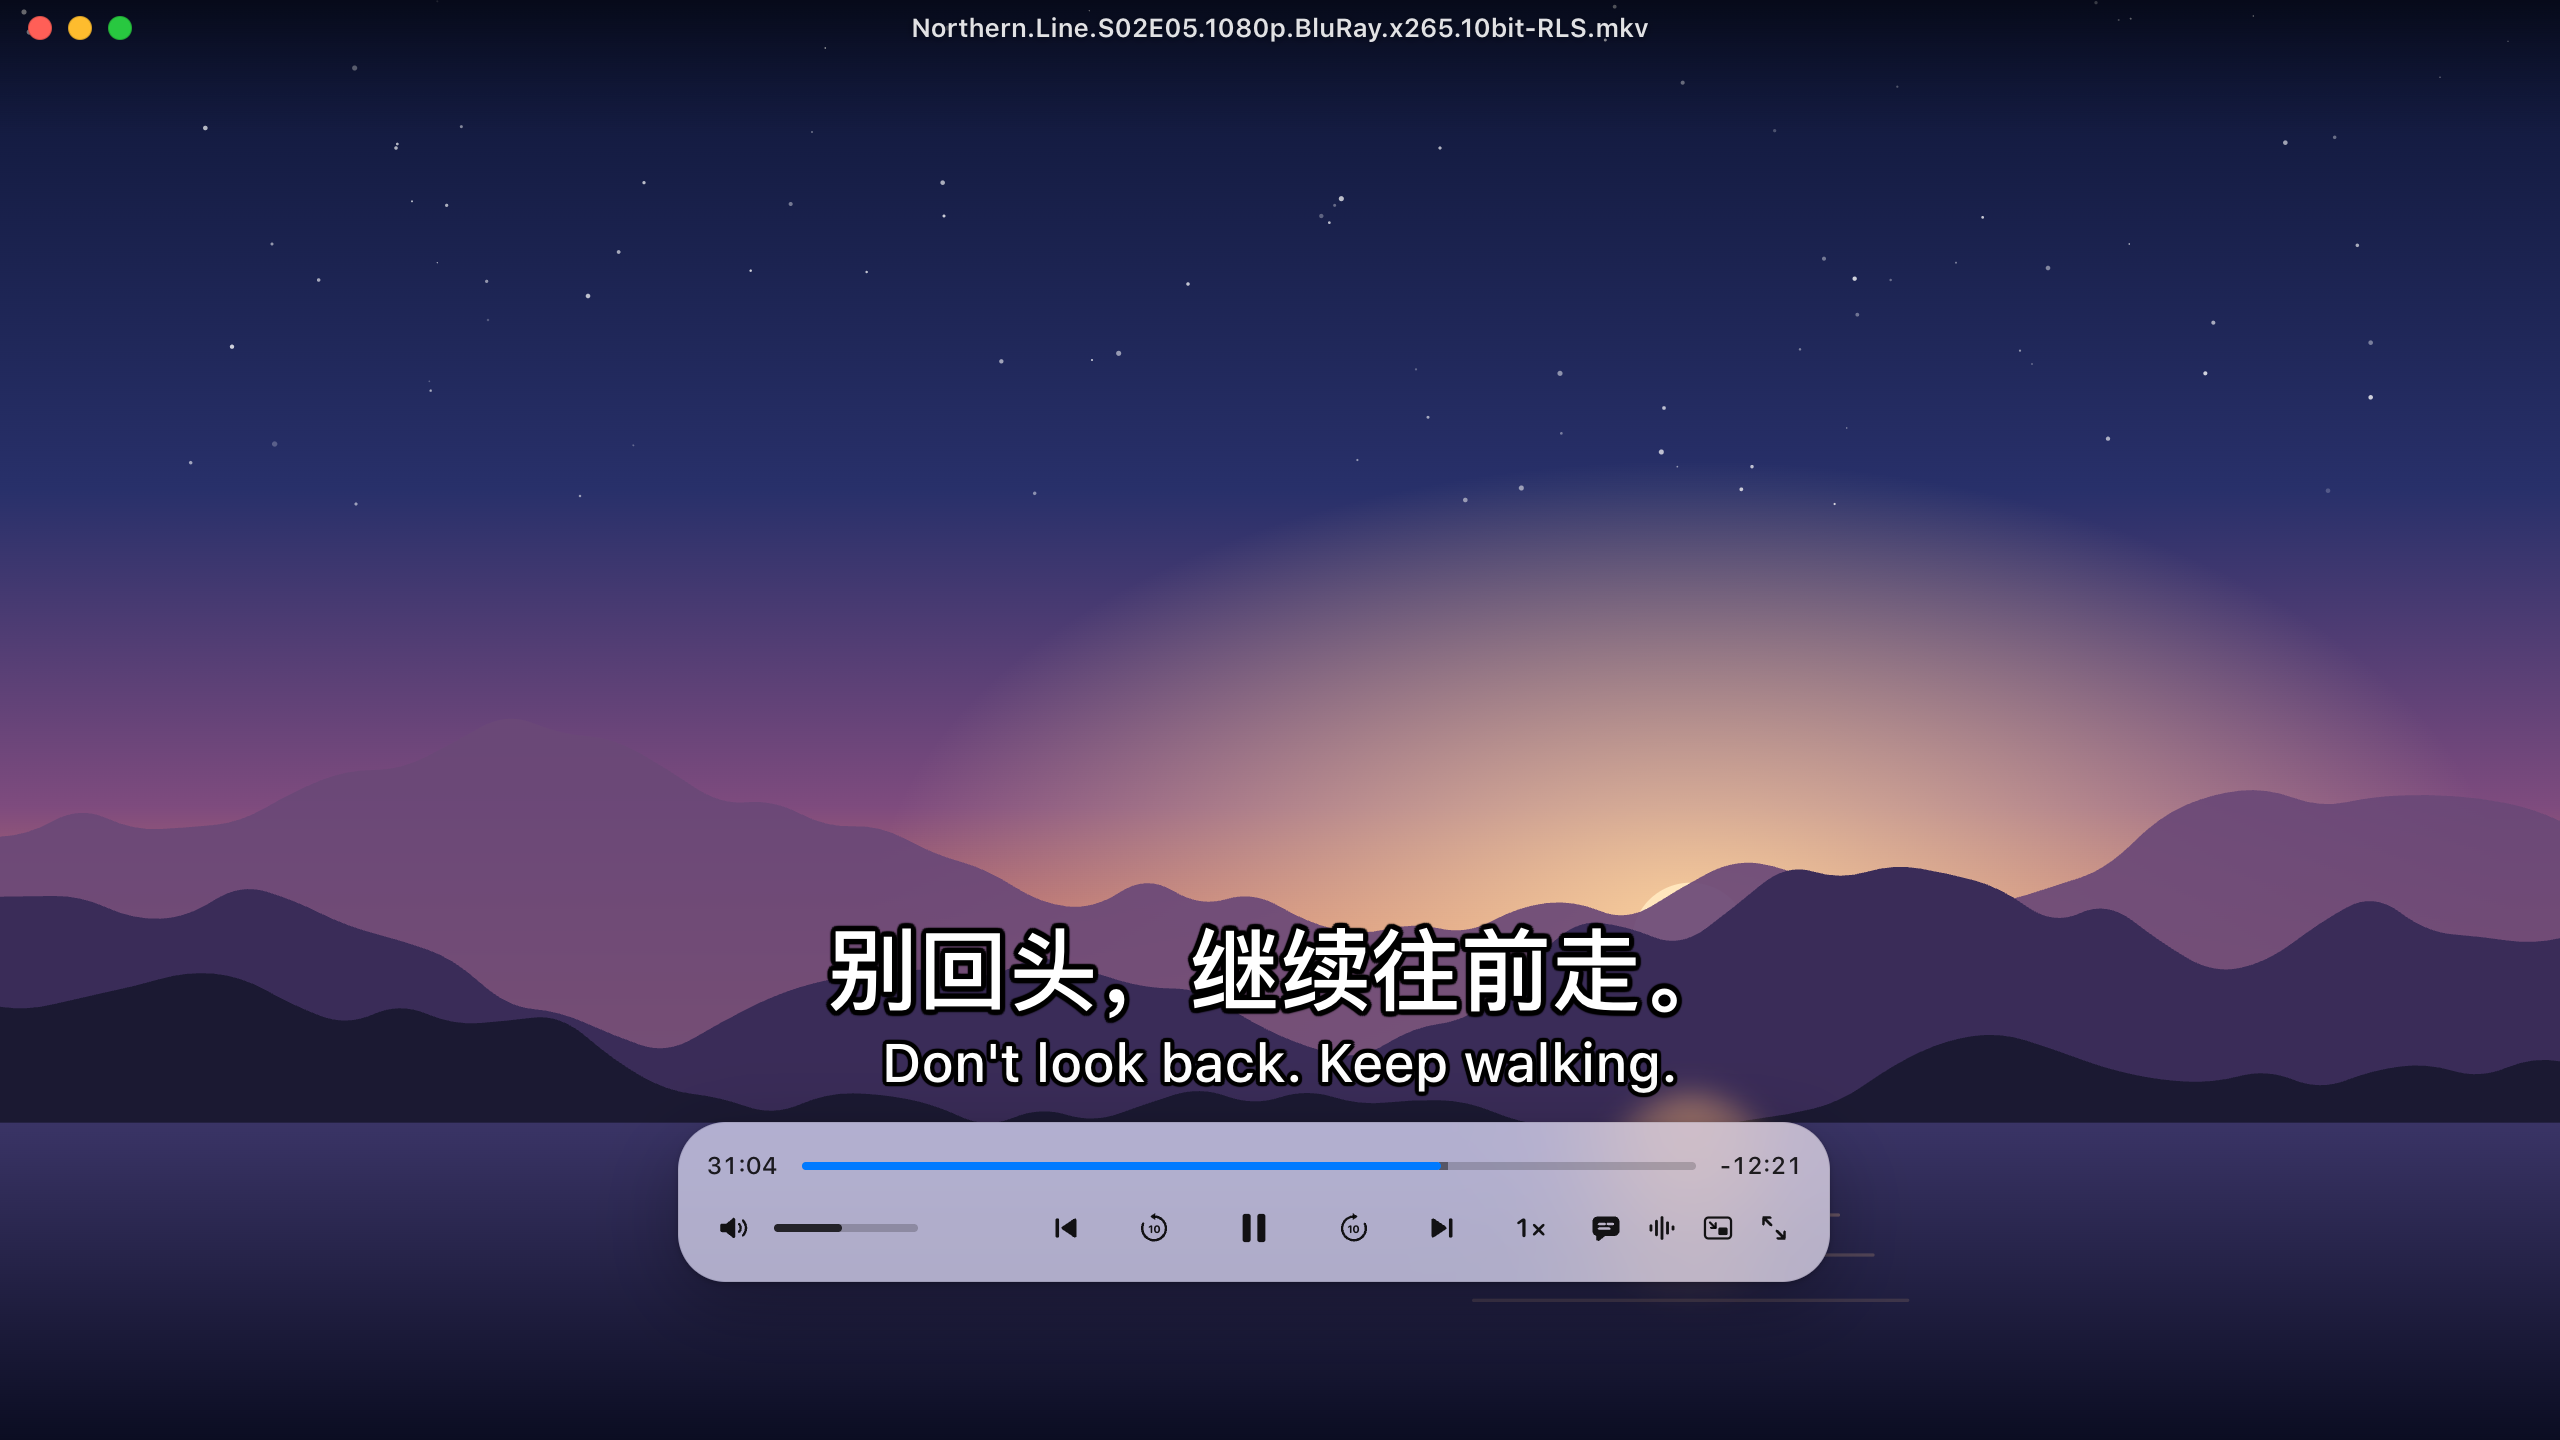 Northern.Line.S02E05.1080p.BluRay.x265.10bit-RLS.mkv
别回头，继续往前走。
Don't look back. Keep walking.
31:04
-12:21
10
10
1×